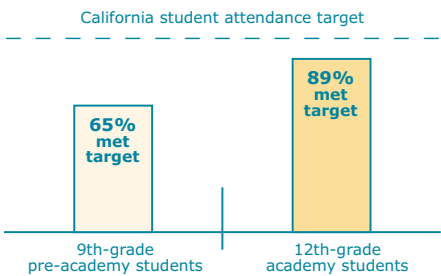 California student attendance target
65%
met
target
89%
met
target
9th-grade
pre-academy students
12th-grade
academy students